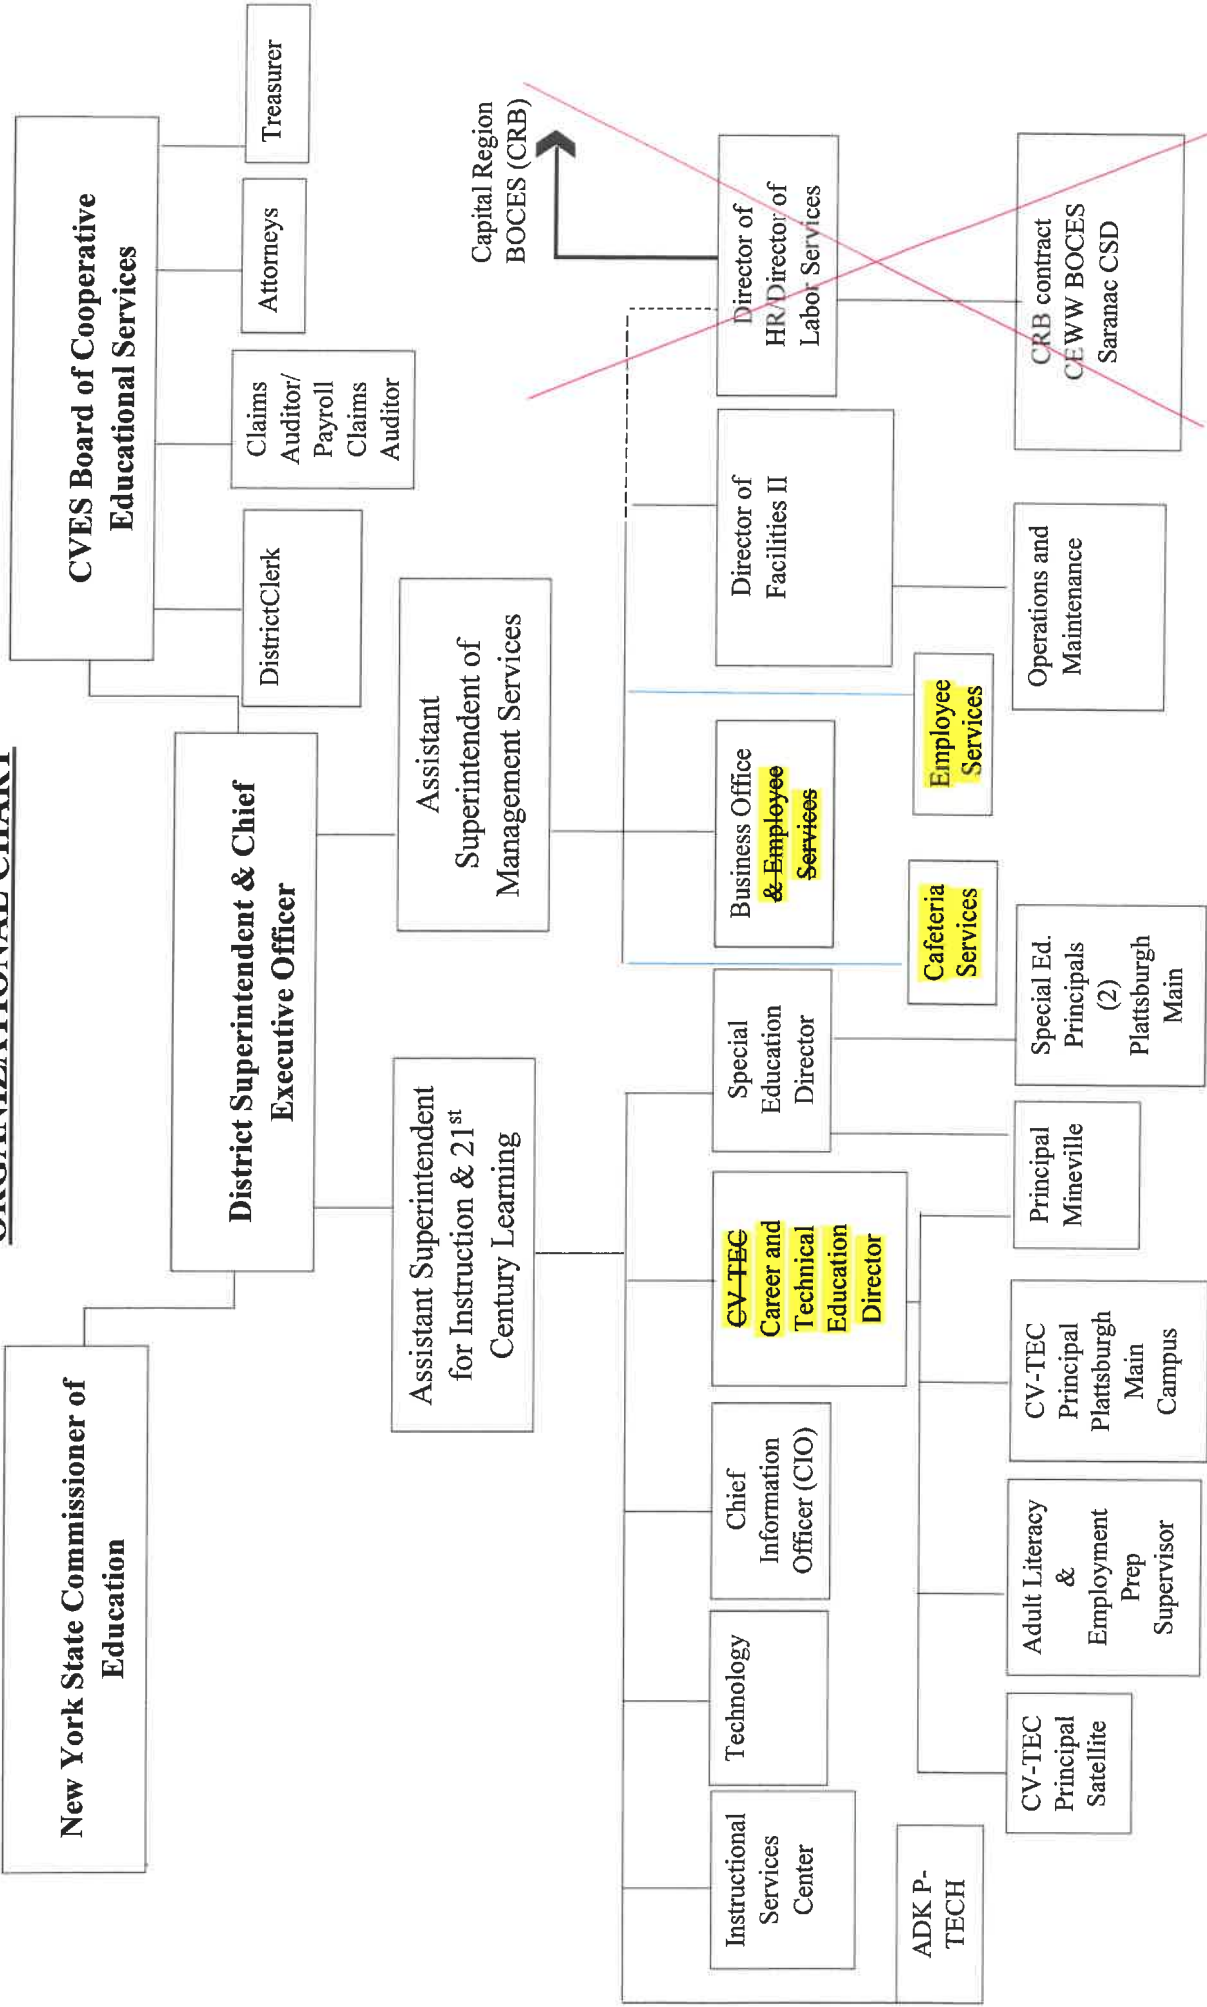 ORGANIZATIONAL CHART
New York State Commissioner of
Education
CVES Board of Cooperative
Educational Services
District Superintendent & Chief
Executive Officer
DistrictClerk
Claims
Auditor/
Payroll
Claims
Auditor
Attorneys
Treasurer
Assistant Superintendent
for Instruction & 21st
Century Learning
Assistant
Superintendent of
Management Services
Capital Region
BOCES (CRB)
Instructional
Services
Center
Technology
Chief
Information
Officer (CIO)
CV-TEC
Career and
Technical
Education
Director
Special
Education
Director
Business Office
& Employee
Services
Director of
Facilities II
Director of
HR/Director of
Labor Services
ADK P-
TECH
Cafeteria
Services
Employee
Services
CV-TEC
Principal
Satellite
Adult Literacy
&
Employment
Prep
Supervisor
CV-TEC
Principal
Plattsburgh
Main
Campus
Principal
Mineville
Special Ed.
Principals
(2)
Plattsburgh
Main
Operations and
Maintenance
CRB contract
CEWW BOCES
Saranac CSD